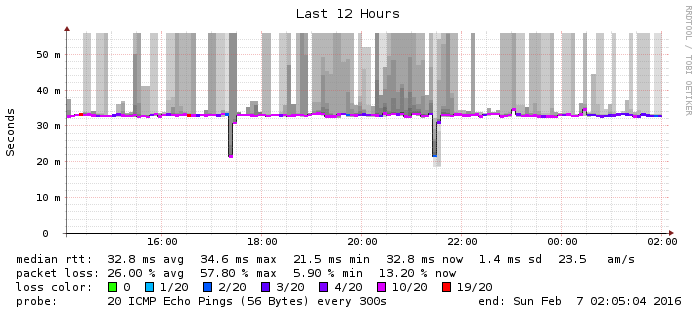 Last 12 Hours
RRDTOOL / TOBI OETIKER
Seconds
50 m
40 m
30 m
20 m
10 m
0
16:00 18:00 20:00 22:00 00:00 02:00
median rtt: 32.8 ms avg 34.6 ms max 21.5 ms min 32.8 ms now 1.4 ms sd 23.5 am/s
packet loss: 26.00 % avg 57.80 % max 5.90 % min 13.20 % now
loss color: 0 1/20 2/20 3/20 4/20 10/20 19/20
probe: 20 ICMP Echo Pings (56 Bytes) every 300s end: Sun Feb 7 02:05:04 2016